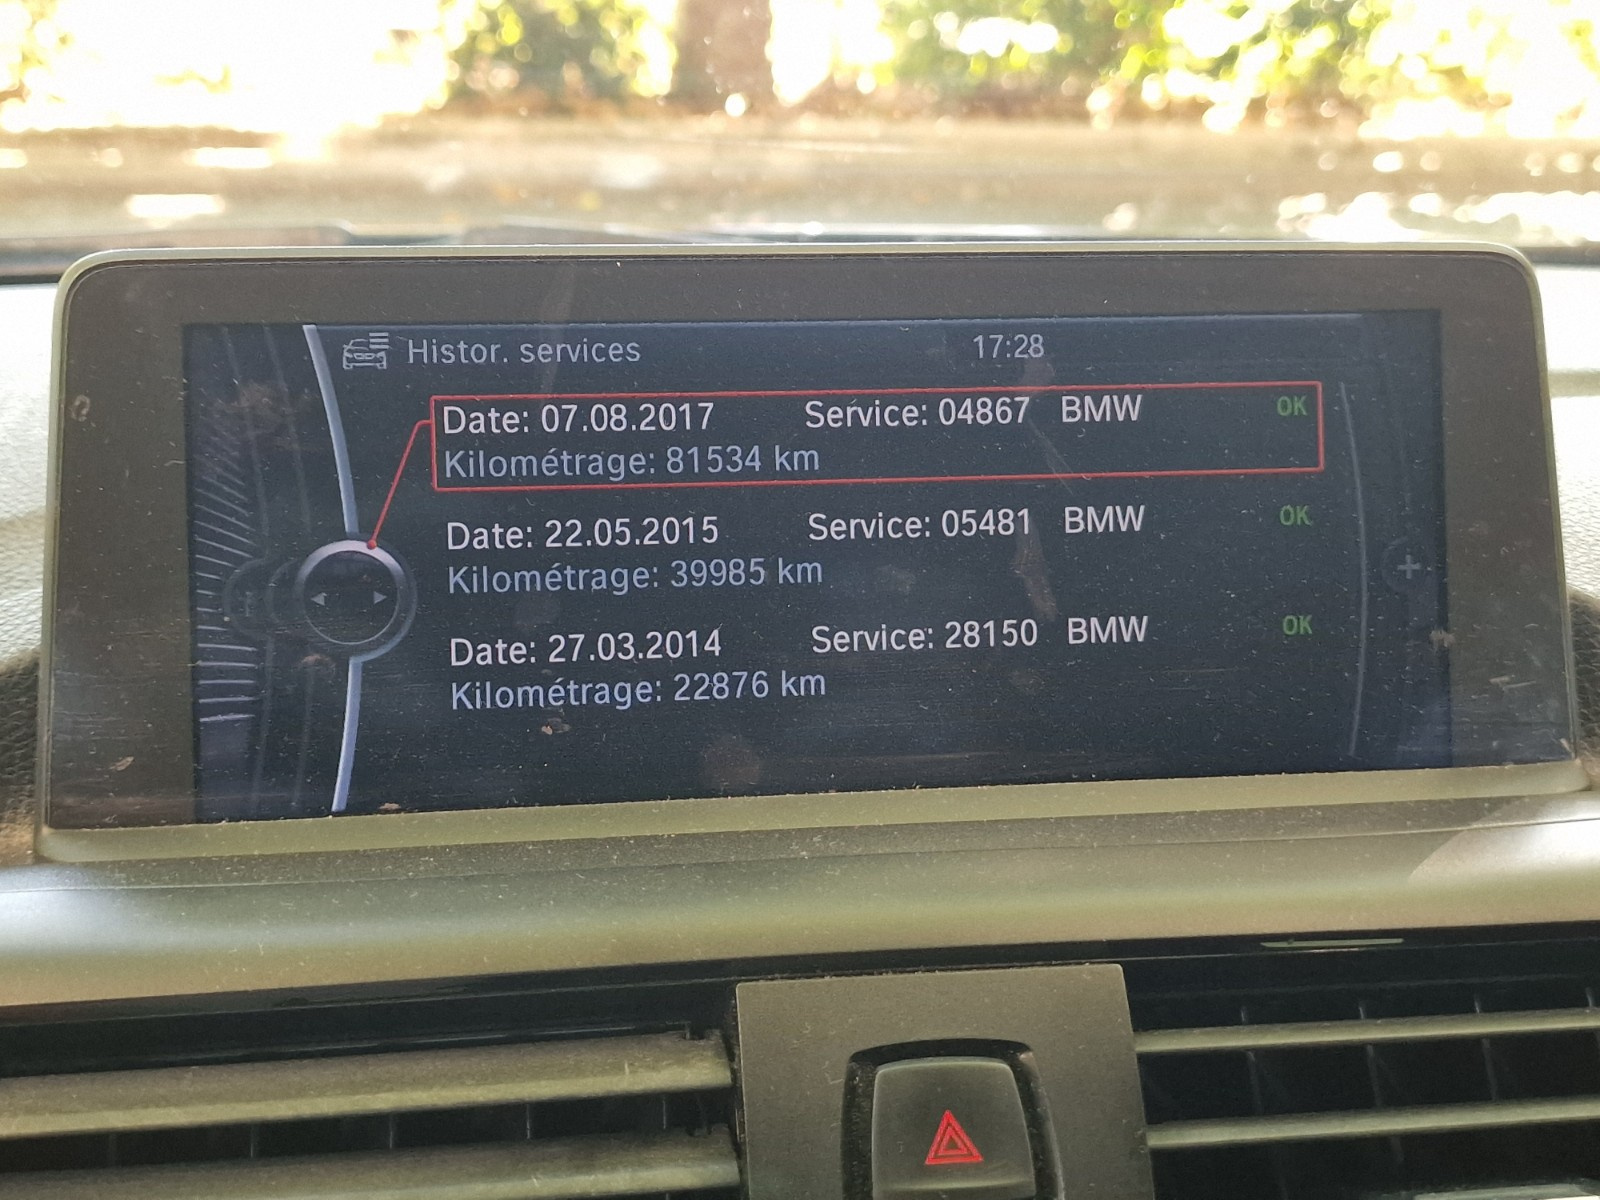 Histor. services 17:28
Date: 07.08.2017 Service: 04867 BMW OK
Kilométrage: 81534 km
Date: 22.05.2015 Service: 05481 BMW OK
Kilométrage: 39985 km
Date: 27.03.2014 Service: 28150 BMW OK
Kilométrage: 22876 km